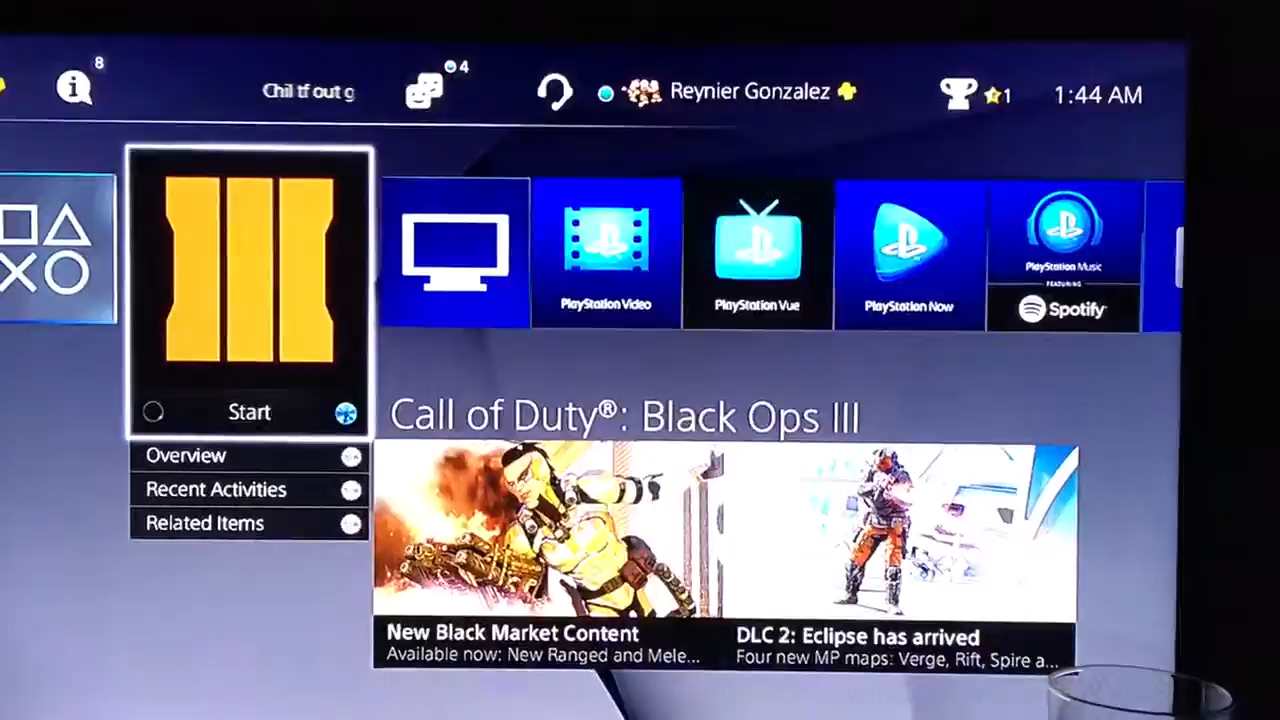 8
Chil tf out g
4
Reynier Gonzalez
1
1:44 AM
PlayStation Video
PlayStation Vue
PlayStation Now
PlayStation Music
FEATURING
Spotify
Start
Call of Duty®: Black Ops III
Overview
Recent Activities
Related Items
New Black Market Content
Available now: New Ranged and Mele...
DLC 2: Eclipse has arrived
Four new MP maps: Verge, Rift, Spire a...